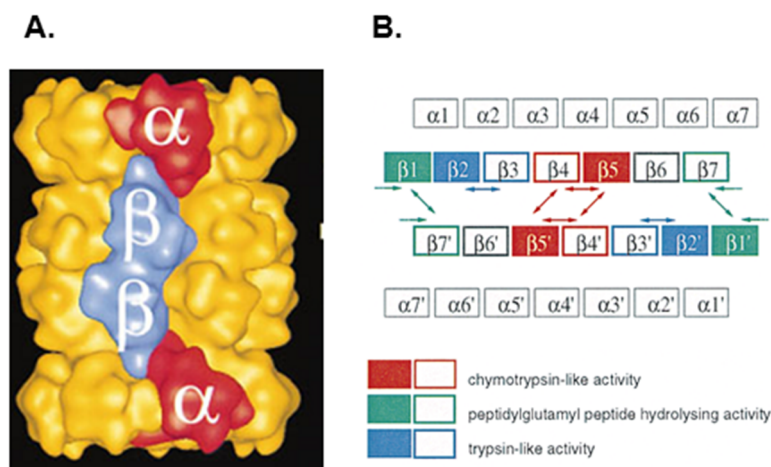 A.
B.
α
β
β
α
α1 α2 α3 α4 α5 α6 α7
β1 β2 β3 β4 β5 β6 β7
β7' β6' β5' β4' β3' β2' β1'
α7' α6' α5' α4' α3' α2' α1'
chymotrypsin-like activity
peptidylglutamyl peptide hydrolysing activity
trypsin-like activity